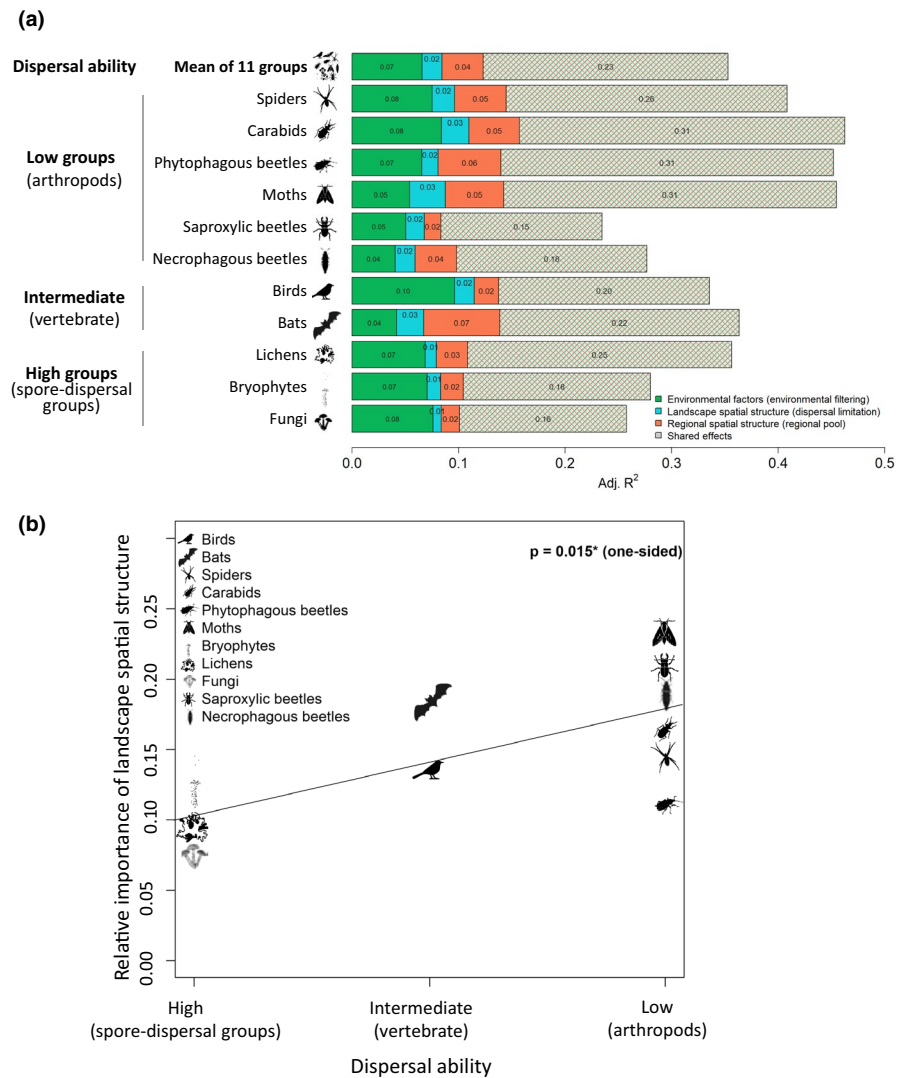 (a)
Dispersal ability
Mean of 11 groups
0.07 0.02 0.04 0.23
Low groups
(arthropods)
Spiders
0.08 0.02 0.05 0.26
Carabids
0.08 0.03 0.05 0.31
Phytophagous beetles
0.07 0.02 0.06 0.31
Moths
0.05 0.03 0.05 0.31
Saproxylic beetles
0.05 0.02 0.02 0.15
Necrophagous beetles
0.04 0.02 0.04 0.18
Intermediate
(vertebrate)
Birds
0.10 0.02 0.02 0.20
Bats
0.04 0.03 0.07 0.22
High groups
(spore-dispersal
groups)
Lichens
0.07 0.01 0.03 0.25
Bryophytes
0.07 0.01 0.02 0.18
Fungi
0.08 0.01 0.02 0.16
Environmental factors (environmental filtering)
Landscape spatial structure (dispersal limitation)
Regional spatial structure (regional pool)
Shared effects
0.0 0.1 0.2 0.3 0.4 0.5
Adj. R²
(b)
Birds
Bats
Spiders
Carabids
Phytophagous beetles
Moths
Bryophytes
Lichens
Fungi
Saproxylic beetles
Necrophagous beetles
p = 0.015* (one-sided)
Relative importance of landscape spatial structure
0.25
0.20
0.15
0.10
0.05
0.00
High
(spore-dispersal groups)
Intermediate
(vertebrate)
Low
(arthropods)
Dispersal ability